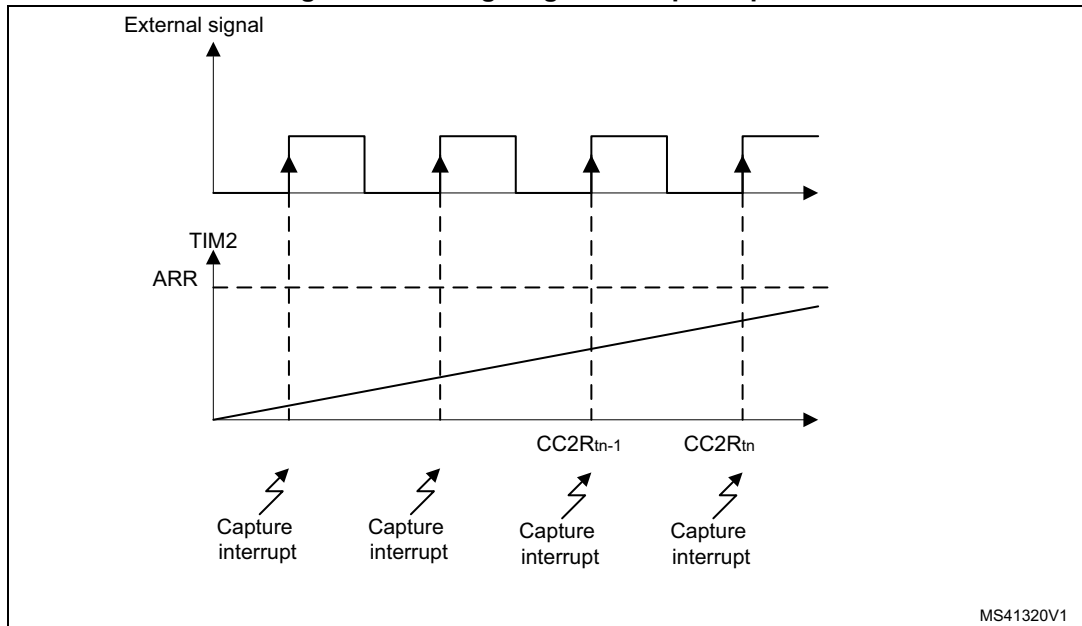 External signal
TIM2
ARR
CC2Rtn-1
CC2Rtn
Capture
interrupt
Capture
interrupt
Capture
interrupt
Capture
interrupt
MS41320V1